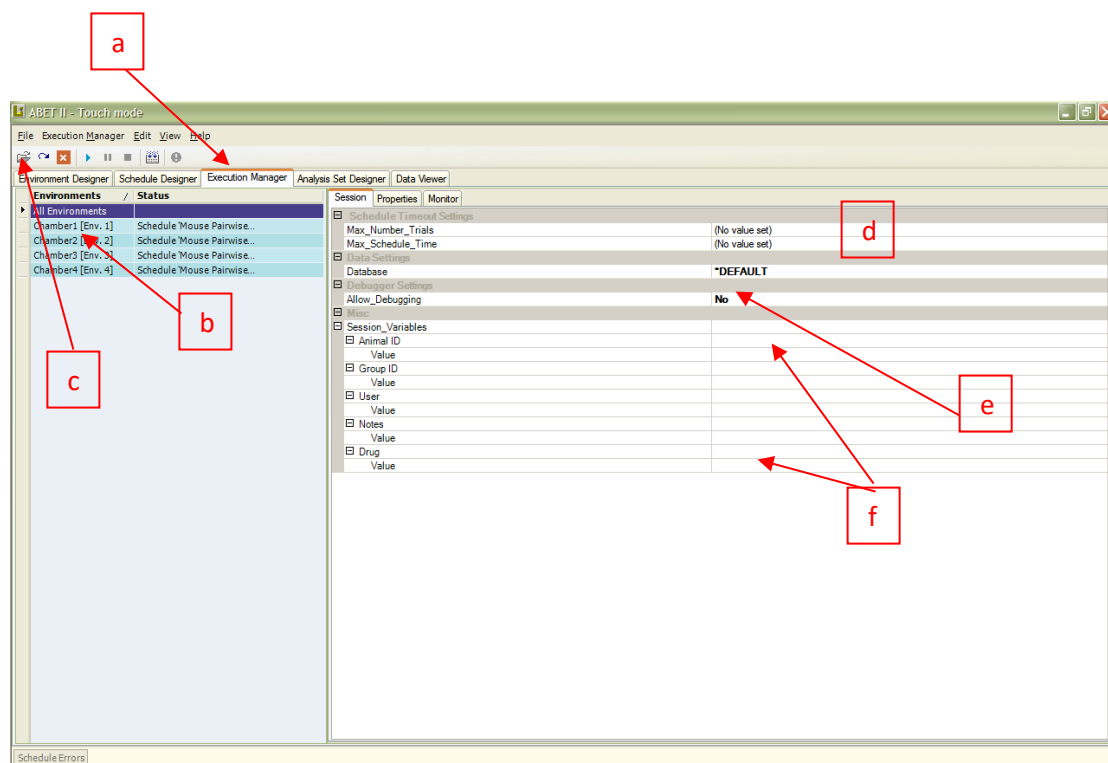 a
ABET II - Touch mode
File Execution Manager Edit View Help
Environment Designer Schedule Designer Execution Manager Analysis Set Designer Data Viewer
Environments / Status
Session Properties Monitor
All Environments
Chamber1 [Env. 1] Schedule 'Mouse Pairwise...
Chamber2 [Env. 2] Schedule 'Mouse Pairwise...
Chamber3 [Env. 3] Schedule 'Mouse Pairwise...
Chamber4 [Env. 4] Schedule 'Mouse Pairwise...
Schedule Timeout Settings
Max_Number_Trials (No value set)
d
Max_Schedule_Time (No value set)
Data Settings
Database *DEFAULT
Debugger Settings
Allow_Debugging No
Misc
Session_Variables
b
Animal ID
Value
Group ID
Value
c
User
Value
e
Notes
Value
Drug
Value
f
Schedule Errors